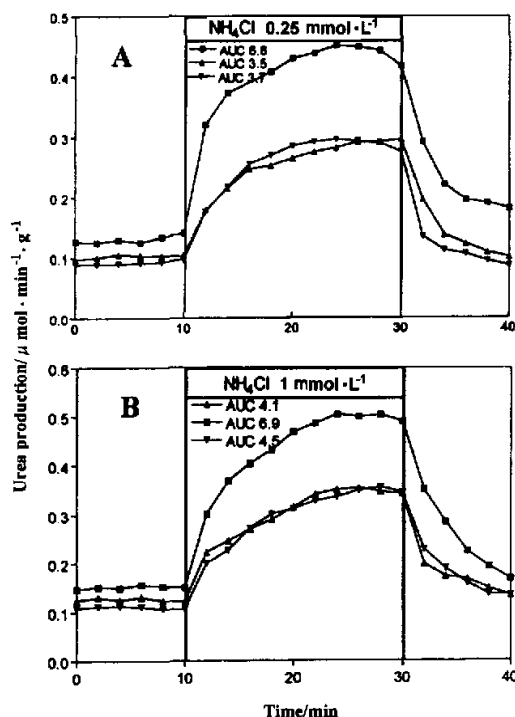 A
NH₄Cl 0.25 mmol·L⁻¹
AUC 6.8
AUC 3.5
AUC 3.7
0.5
0.4
0.3
0.2
0.1
0.0
0 10 20 30 40
B
NH₄Cl 1 mmol·L⁻¹
AUC 4.1
AUC 6.9
AUC 4.5
0.6
0.5
0.4
0.3
0.2
0.1
0.0
0 10 20 30 40
Urea production/ μ mol · min⁻¹. g⁻¹
Time/min